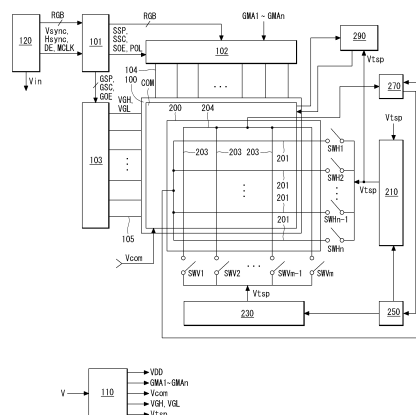 RGB
Vsync,
Hsync,
DE, MCLK
120
Vin
101
RGB
SSP,
SSC,
SOE, POL
GMA1~ GMAn
102
GSP,
GSC,
GOE
104
100
COM
VGH,
VGL
103
105
Vcom
200
204
203
203
203
201
201
201
201
SWH1
SWH2
SWHn-1
SWHn
290
Vtsp
270
Vtsp
210
Vtsp
SWV1
SWV2
SWVm-1
SWVm
Vtsp
230
250
V
110
VDD
GMA1~GMAn
Vcom
VGH, VGL
Vtsp